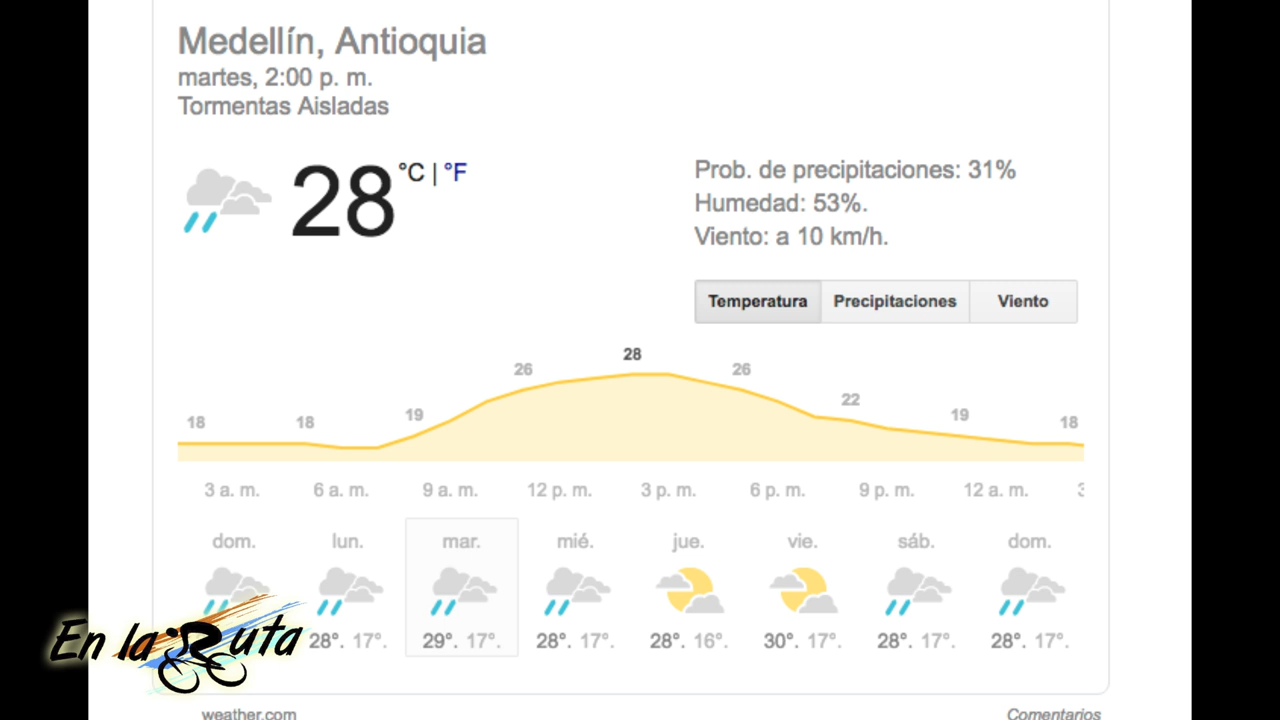 Medellín, Antioquia
martes, 2:00 p. m.
Tormentas Aisladas
28 °C | °F
Prob. de precipitaciones: 31%
Humedad: 53%.
Viento: a 10 km/h.
Temperatura Precipitaciones Viento
18 18 19 26 28 26 22 19 18
3 a. m. 6 a. m. 9 a. m. 12 p. m. 3 p. m. 6 p. m. 9 p. m. 12 a. m. 3
dom. lun. mar. mié. jue. vie. sáb. dom.
28°. 17°. 29°. 17°. 28°. 17°. 28°. 16°. 30°. 17°. 28°. 17°. 28°. 17°.
En la Ruta
weather.com Comentarios